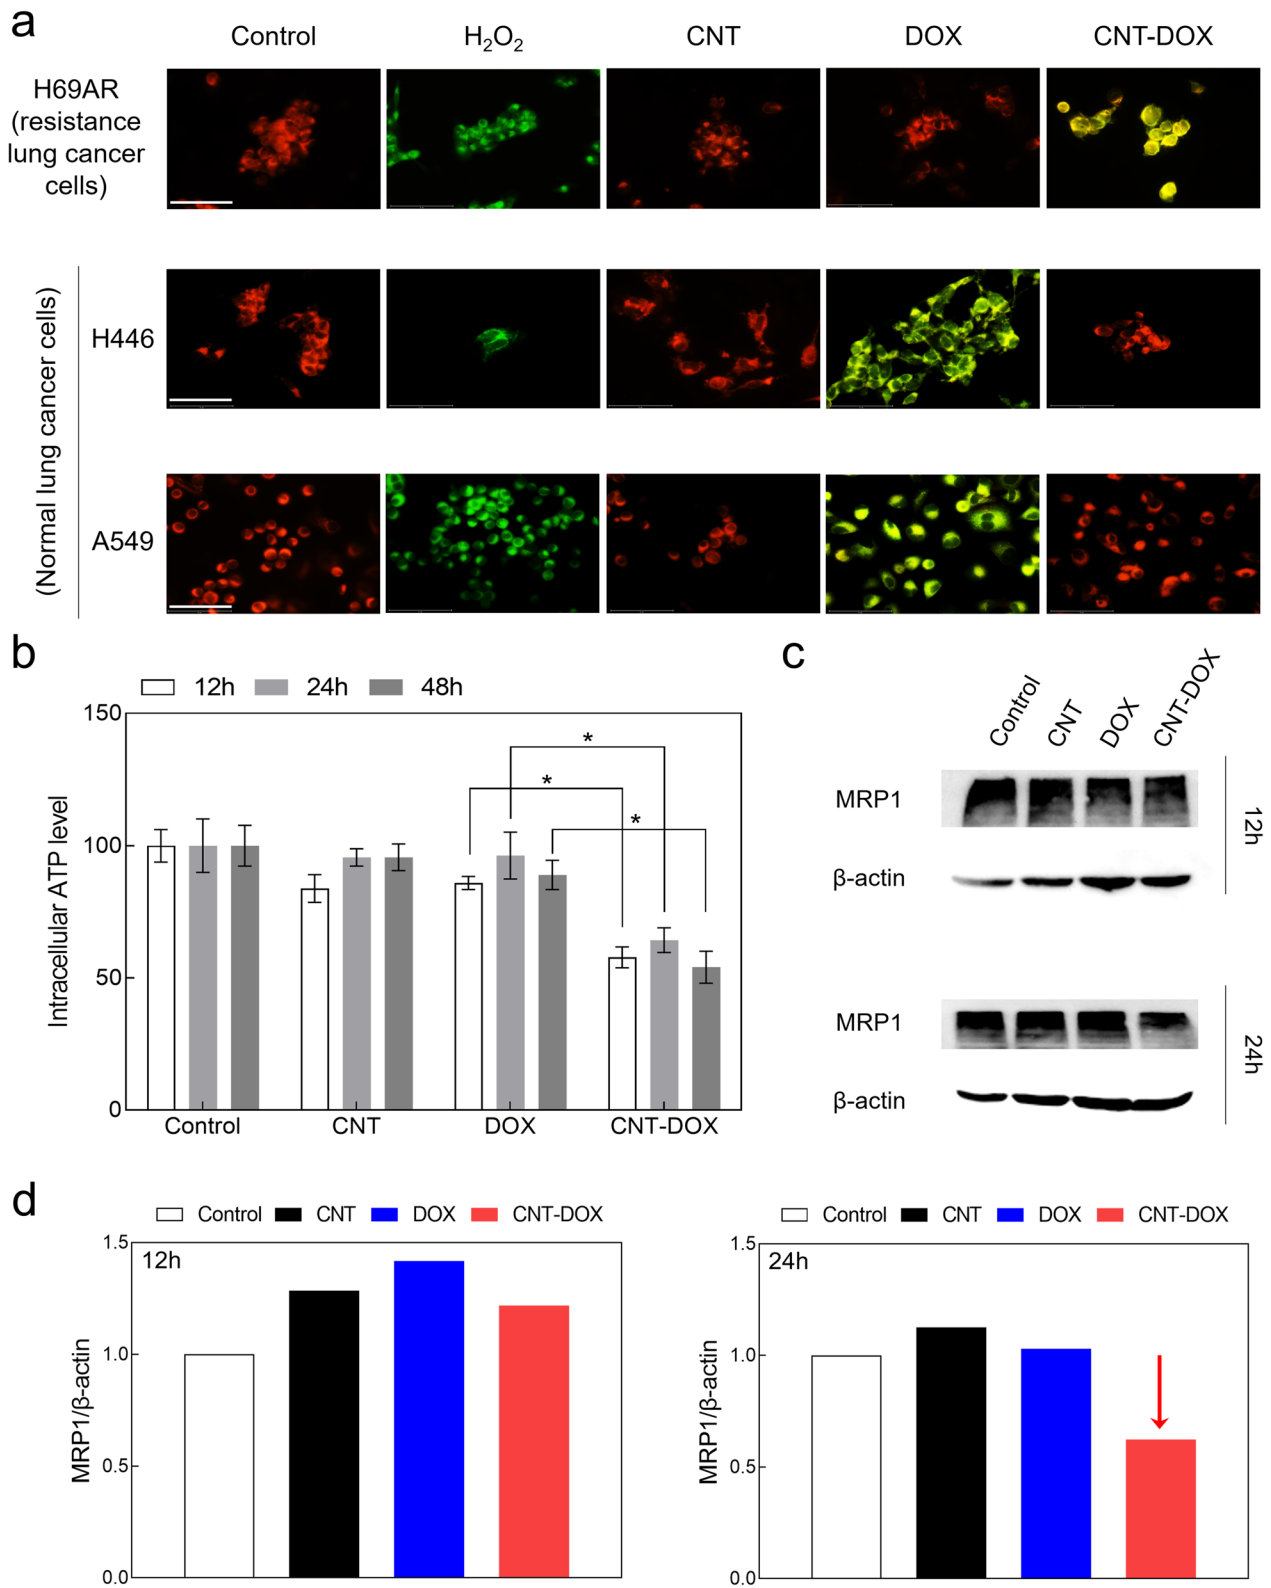 a
Control
H₂O₂
CNT
DOX
CNT-DOX
H69AR
(resistance
lung cancer
cells)
(Normal lung cancer cells)
H446
A549
b
12h
24h
48h
150
100
50
0
Intracellular ATP level
*
*
*
Control
CNT
DOX
CNT-DOX
c
Control
CNT
DOX
CNT-DOX
MRP1
β-actin
12h
MRP1
β-actin
24h
d
Control
CNT
DOX
CNT-DOX
12h
1.5
1.0
0.5
0.0
MRP1/β-actin
Control
CNT
DOX
CNT-DOX
24h
1.5
1.0
0.5
0.0
MRP1/β-actin